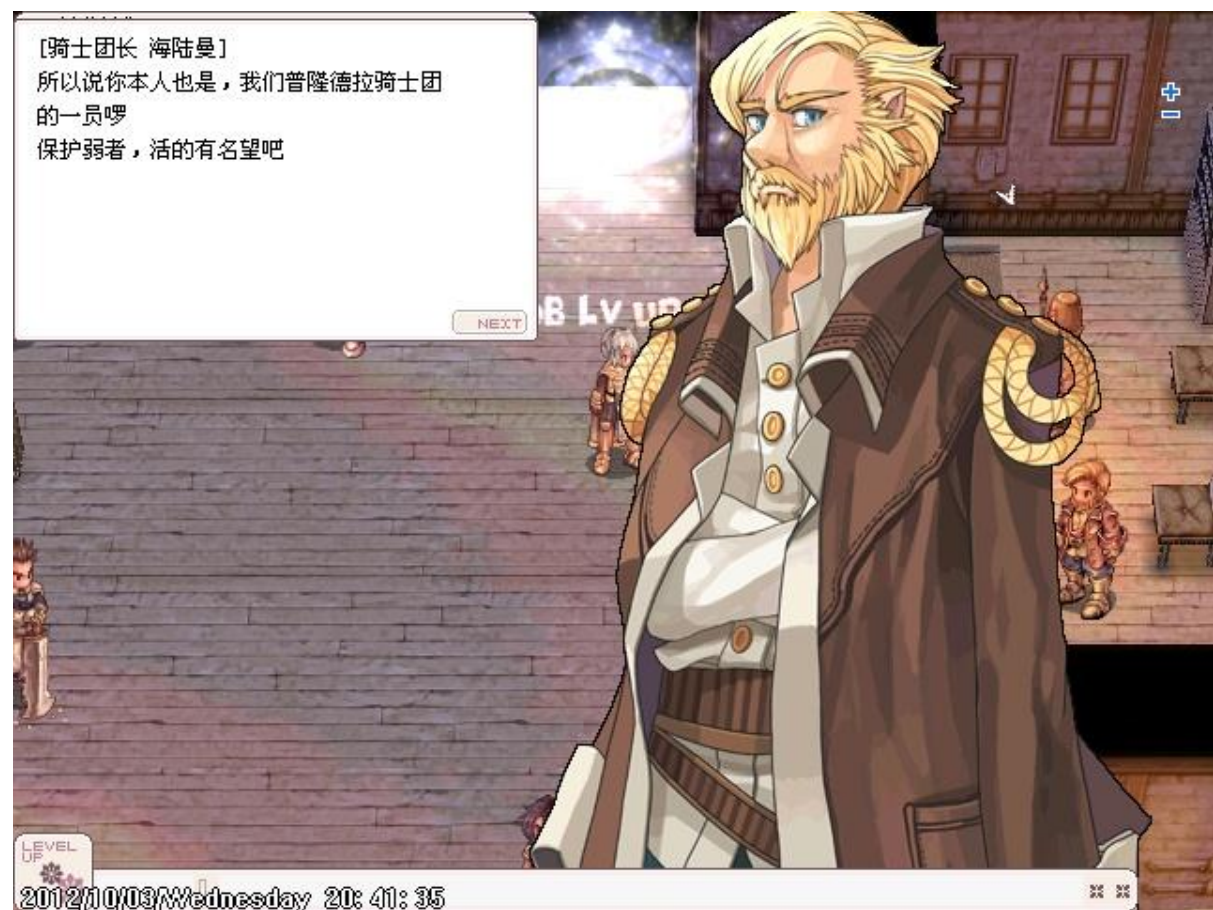 [骑士团长 海陆曼]
所以说你本人也是，我们普隆德拉骑士团
的一员啰
保护弱者，活的有名望吧
NEXT
LV UP
LEVEL
UP
2012/10/03/Wednesday 20:41:35